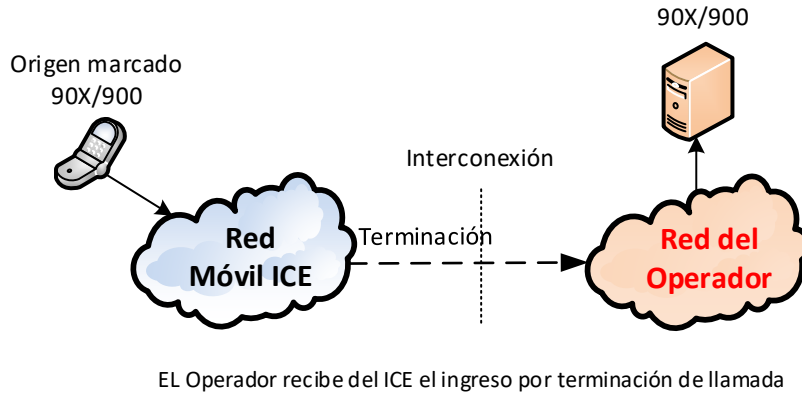 90X/900
Origen marcado
90X/900
Interconexión
Red
Móvil ICE
Terminación
Red del
Operador
EL Operador recibe del ICE el ingreso por terminación de llamada